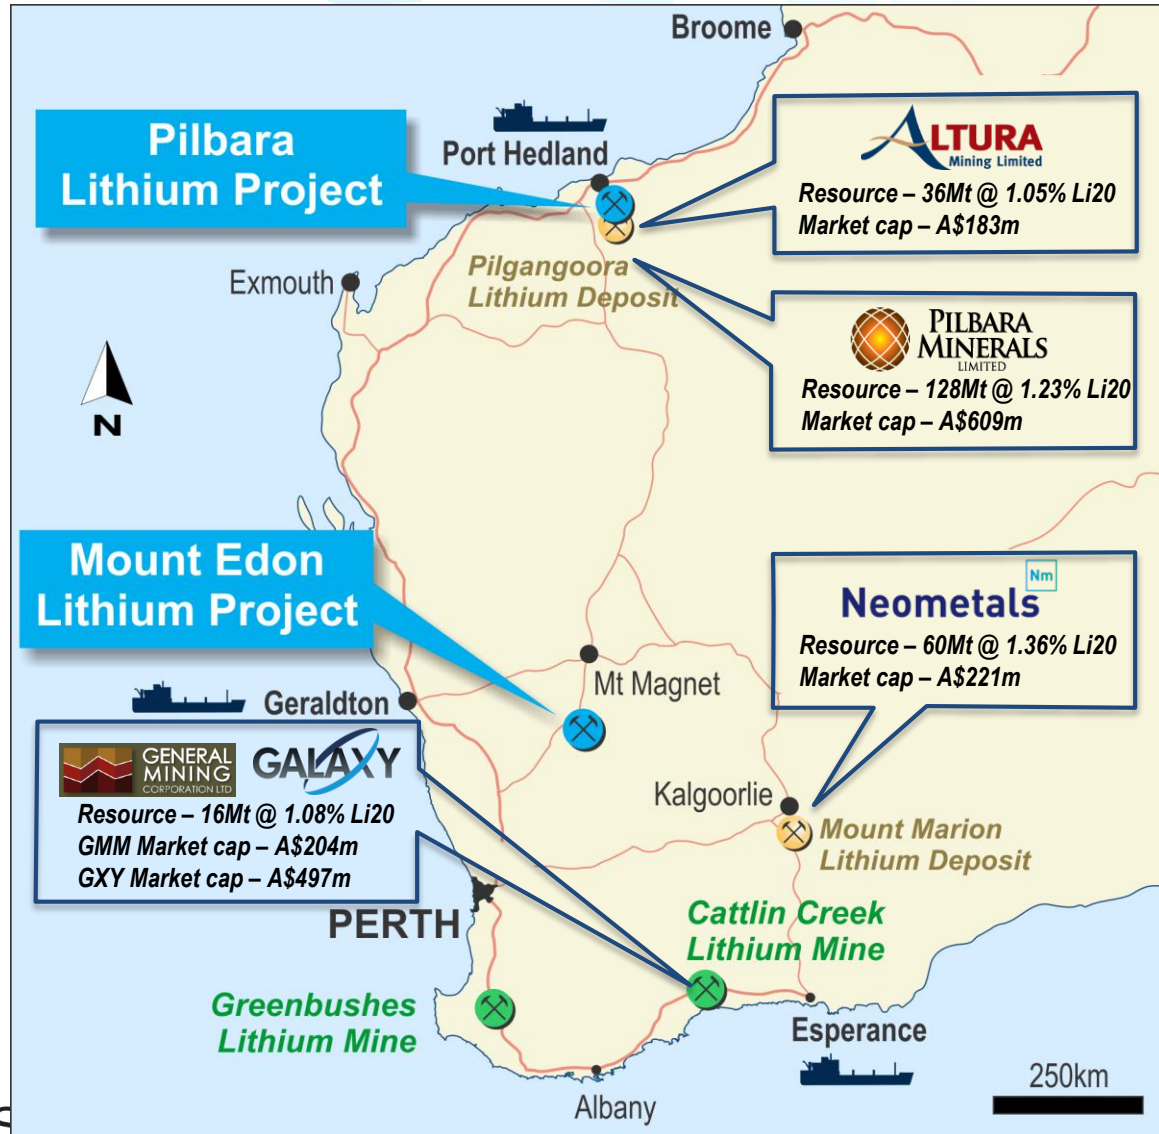 Broome
Pilbara
Lithium Project
Port Hedland
ALTURA
Mining Limited
Resource – 36Mt @ 1.05% Li20
Market cap – A$183m
Exmouth
Pilgangoora
Lithium Deposit
PILBARA
MINERALS
LIMITED
Resource – 128Mt @ 1.23% Li20
Market cap – A$609m
N
Mount Edon
Lithium Project
Nm
Neometals
Resource – 60Mt @ 1.36% Li20
Market cap – A$221m
Mt Magnet
Geraldton
GENERAL
MINING
CORPORATION LTD
GALAXY
Resource – 16Mt @ 1.08% Li20
GMM Market cap – A$204m
GXY Market cap – A$497m
Kalgoorlie
Mount Marion
Lithium Deposit
PERTH
Cattlin Creek
Lithium Mine
Greenbushes
Lithium Mine
Esperance
250km
Albany